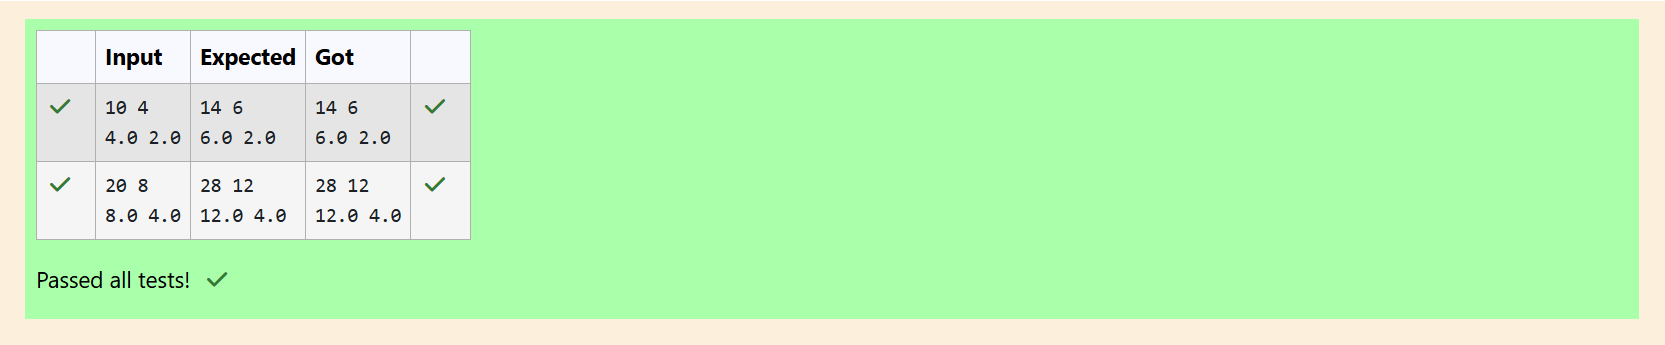 Input Expected Got
10 4 14 6 14 6
4.0 2.0 6.0 2.0 6.0 2.0
20 8 28 12 28 12
8.0 4.0 12.0 4.0 12.0 4.0
Passed all tests!